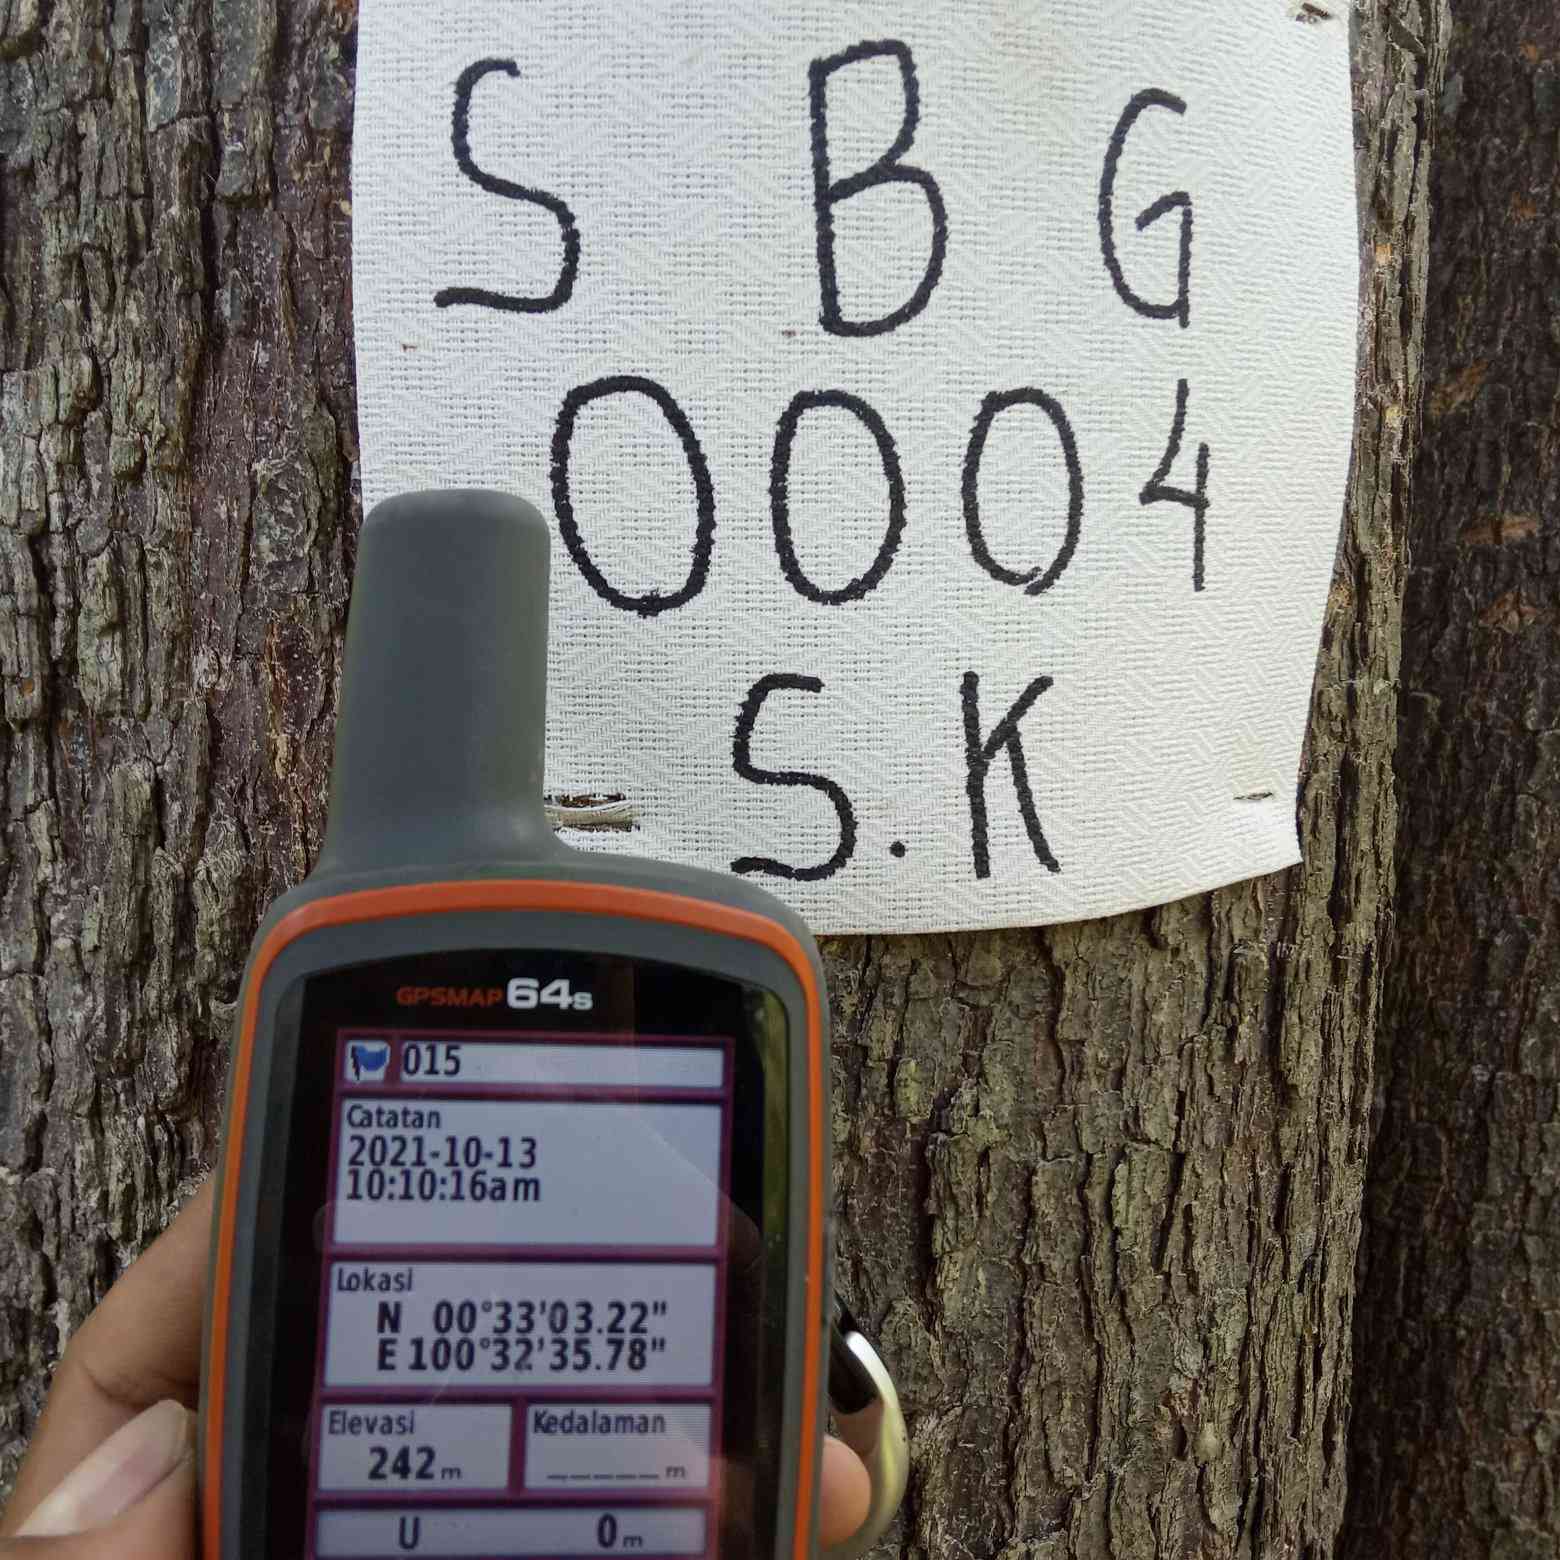 S B G
0004
S.K
GPSMAP 64s
015
Catatan
2021-10-13
10:10:16am
Lokasi
N 00°33'03.22"
E 100°32'35.78"
Elevasi
242 m
Kedalaman
_____ m
U 0 m